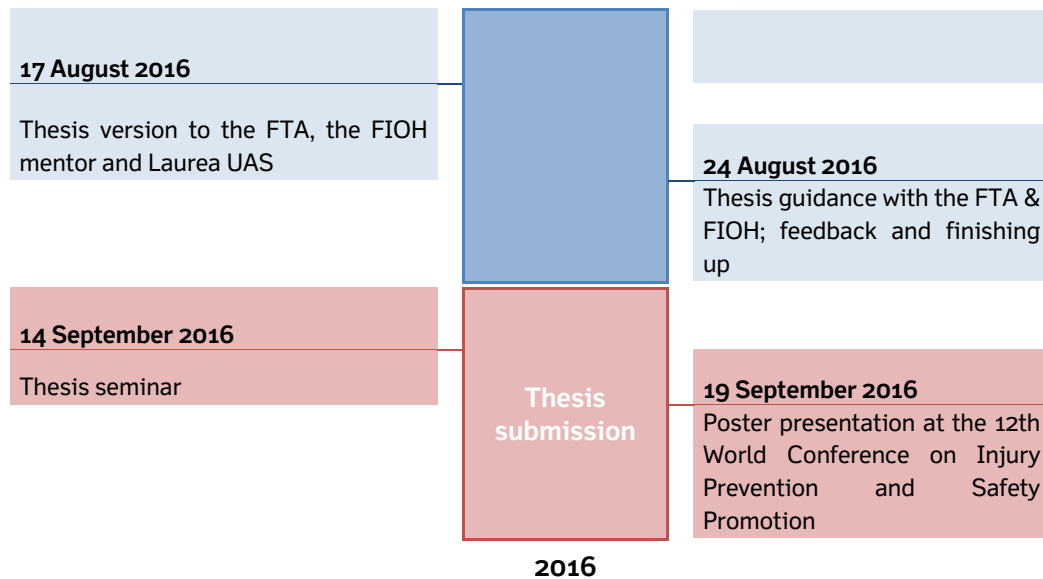 17 August 2016
Thesis version to the FTA, the FIOH
mentor and Laurea UAS
24 August 2016
Thesis guidance with the FTA &
FIOH; feedback and finishing
up
14 September 2016
Thesis seminar
Thesis
submission
19 September 2016
Poster presentation at the 12th
World Conference on Injury
Prevention and Safety
Promotion
2016